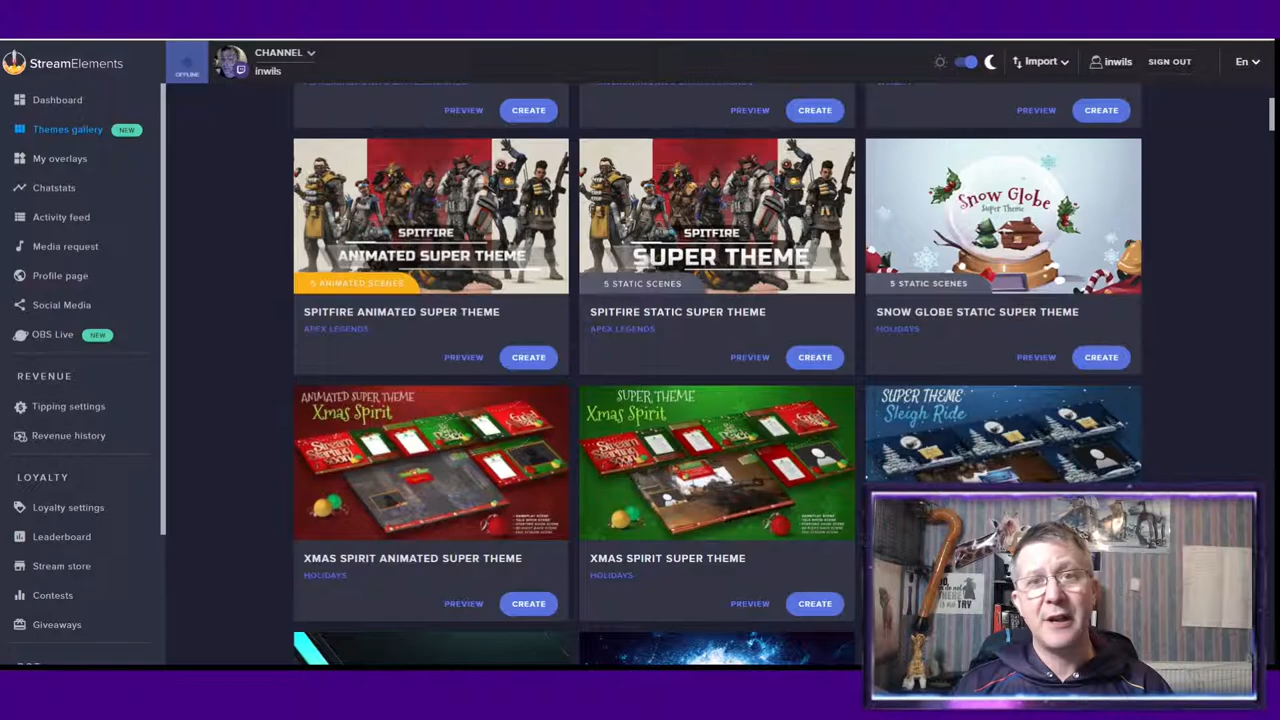 StreamElements
OFFLINE
CHANNEL
inwils
Import
inwils
SIGN OUT
En
Dashboard
Themes gallery NEW
My overlays
Chatstats
Activity feed
Media request
Profile page
Social Media
OBS Live NEW
REVENUE
Tipping settings
Revenue history
LOYALTY
Loyalty settings
Leaderboard
Stream store
Contests
Giveaways
PREVIEW CREATE
PREVIEW CREATE
PREVIEW CREATE
SPITFIRE
ANIMATED SUPER THEME
5 ANIMATED SCENES
SPITFIRE ANIMATED SUPER THEME
APEX LEGENDS
PREVIEW CREATE
SPITFIRE
SUPER THEME
5 STATIC SCENES
SPITFIRE STATIC SUPER THEME
APEX LEGENDS
PREVIEW CREATE
Snow Globe
Super Theme
5 STATIC SCENES
SNOW GLOBE STATIC SUPER THEME
HOLIDAYS
PREVIEW CREATE
ANIMATED SUPER THEME
Xmas Spirit
XMAS SPIRIT ANIMATED SUPER THEME
HOLIDAYS
PREVIEW CREATE
SUPER THEME
Xmas Spirit
XMAS SPIRIT SUPER THEME
HOLIDAYS
PREVIEW CREATE
SUPER THEME
Sleigh Ride